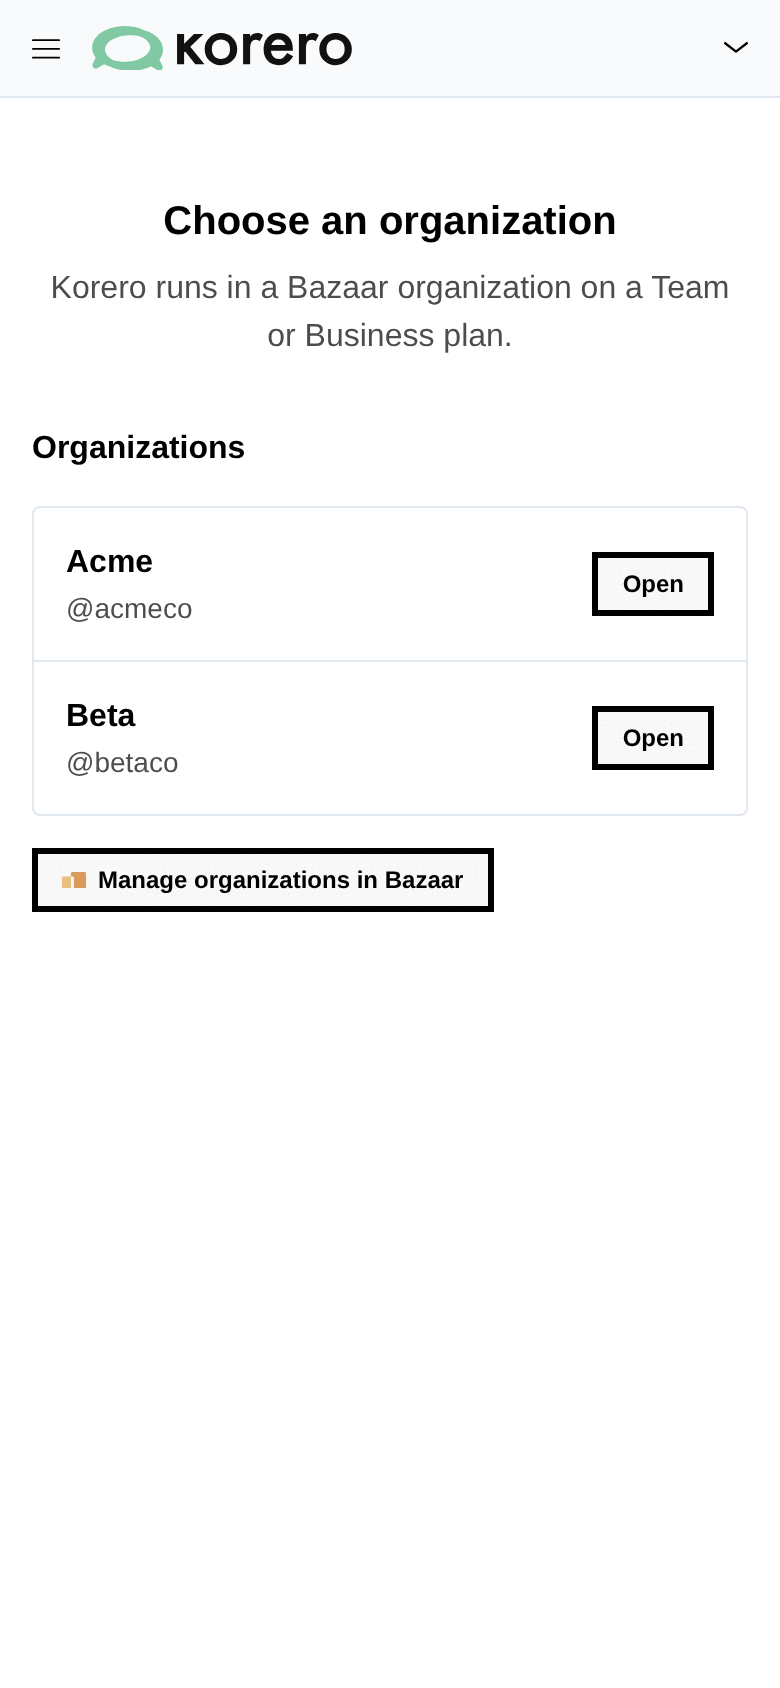 Korero
Choose an organization
Korero runs in a Bazaar organization on a Team
or Business plan.
Organizations
Acme
@acmeco
Open
Beta
@betaco
Open
Manage organizations in Bazaar